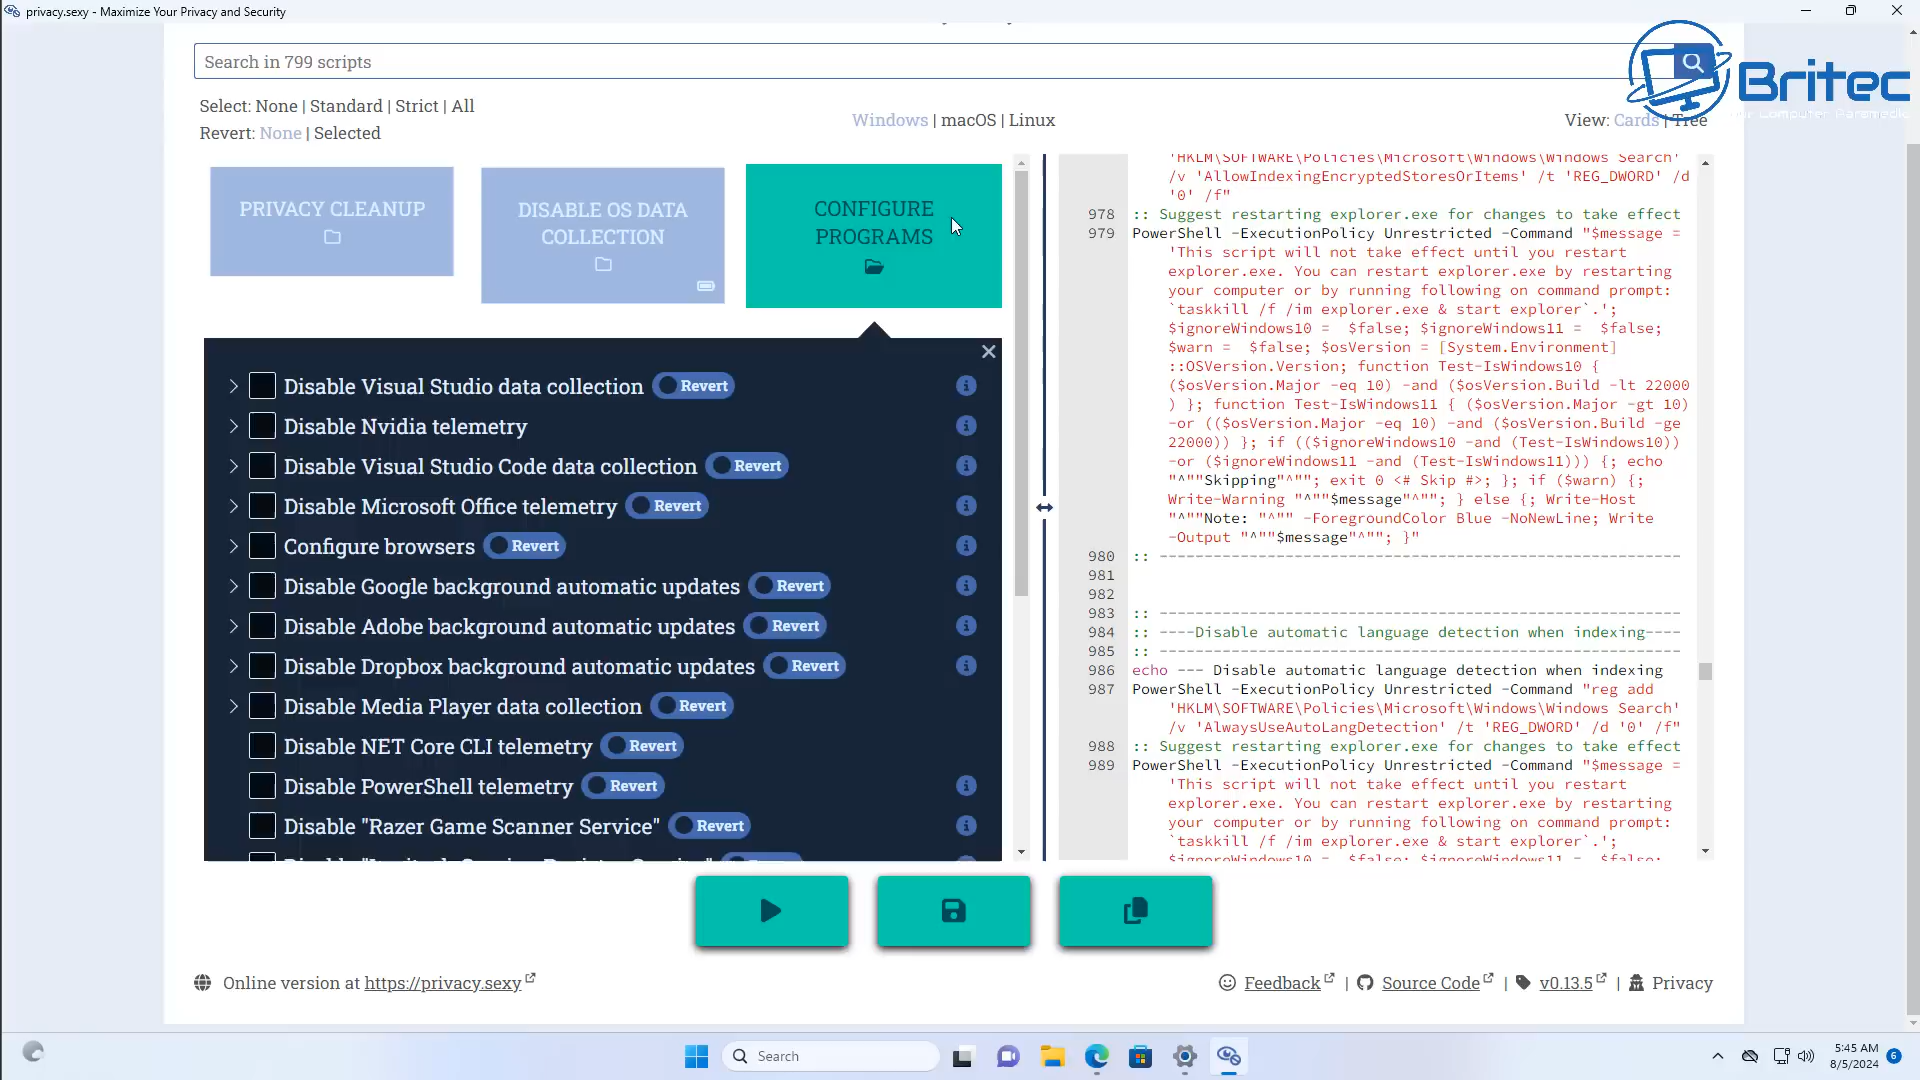 privacy.sexy - Maximize Your Privacy and Security
Search in 799 scripts
Britec
Select: None | Standard | Strict | All
Revert: None | Selected
Windows | macOS | Linux
View: Cards | Tree
PRIVACY CLEANUP
DISABLE OS DATA
COLLECTION
CONFIGURE
PROGRAMS
Disable Visual Studio data collection Revert
Disable Nvidia telemetry
Disable Visual Studio Code data collection Revert
Disable Microsoft Office telemetry Revert
Configure browsers Revert
Disable Google background automatic updates Revert
Disable Adobe background automatic updates Revert
Disable Dropbox background automatic updates Revert
Disable Media Player data collection Revert
Disable NET Core CLI telemetry Revert
Disable PowerShell telemetry Revert
Disable "Razer Game Scanner Service" Revert
'HKLM\SOFTWARE\Policies\Microsoft\Windows\Windows Search'
/v 'AllowIndexingEncryptedStoresOrItems' /t 'REG_DWORD' /d
'0' /f"
978 :: Suggest restarting explorer.exe for changes to take effect
979 PowerShell -ExecutionPolicy Unrestricted -Command "$message =
'This script will not take effect until you restart
explorer.exe. You can restart explorer.exe by restarting
your computer or by running following on command prompt:
`taskkill /f /im explorer.exe & start explorer`.';
$ignoreWindows10 =  $false; $ignoreWindows11 =  $false;
$warn =  $false; $osVersion = [System.Environment]
::OSVersion.Version; function Test-IsWindows10 {
($osVersion.Major -eq 10) -and ($osVersion.Build -lt 22000
) }; function Test-IsWindows11 { ($osVersion.Major -gt 10)
-or (($osVersion.Major -eq 10) -and ($osVersion.Build -ge
22000)) }; if (($ignoreWindows10 -and (Test-IsWindows10))
-or ($ignoreWindows11 -and (Test-IsWindows11))) {; echo
"^""Skipping"^""; exit 0 <# Skip #>; }; if ($warn) {;
Write-Warning "^""$message"^""; } else {; Write-Host
"^""Note: "^"" -ForegroundColor Blue -NoNewLine; Write
-Output "^""$message"^""; }"
980 :: ----------------------------------------------------------
981
982
983 :: ----------------------------------------------------------
984 :: ----Disable automatic language detection when indexing----
985 :: ----------------------------------------------------------
986 echo --- Disable automatic language detection when indexing
987 PowerShell -ExecutionPolicy Unrestricted -Command "reg add
'HKLM\SOFTWARE\Policies\Microsoft\Windows\Windows Search'
/v 'AlwaysUseAutoLangDetection' /t 'REG_DWORD' /d '0' /f"
988 :: Suggest restarting explorer.exe for changes to take effect
989 PowerShell -ExecutionPolicy Unrestricted -Command "$message =
'This script will not take effect until you restart
explorer.exe. You can restart explorer.exe by restarting
your computer or by running following on command prompt:
`taskkill /f /im explorer.exe & start explorer`.';
$ignoreWindows10 =  $false; $ignoreWindows11 =  $false;
Online version at https://privacy.sexy
Feedback | Source Code | v0.13.5 | Privacy
Search
5:45 AM
8/5/2024
6